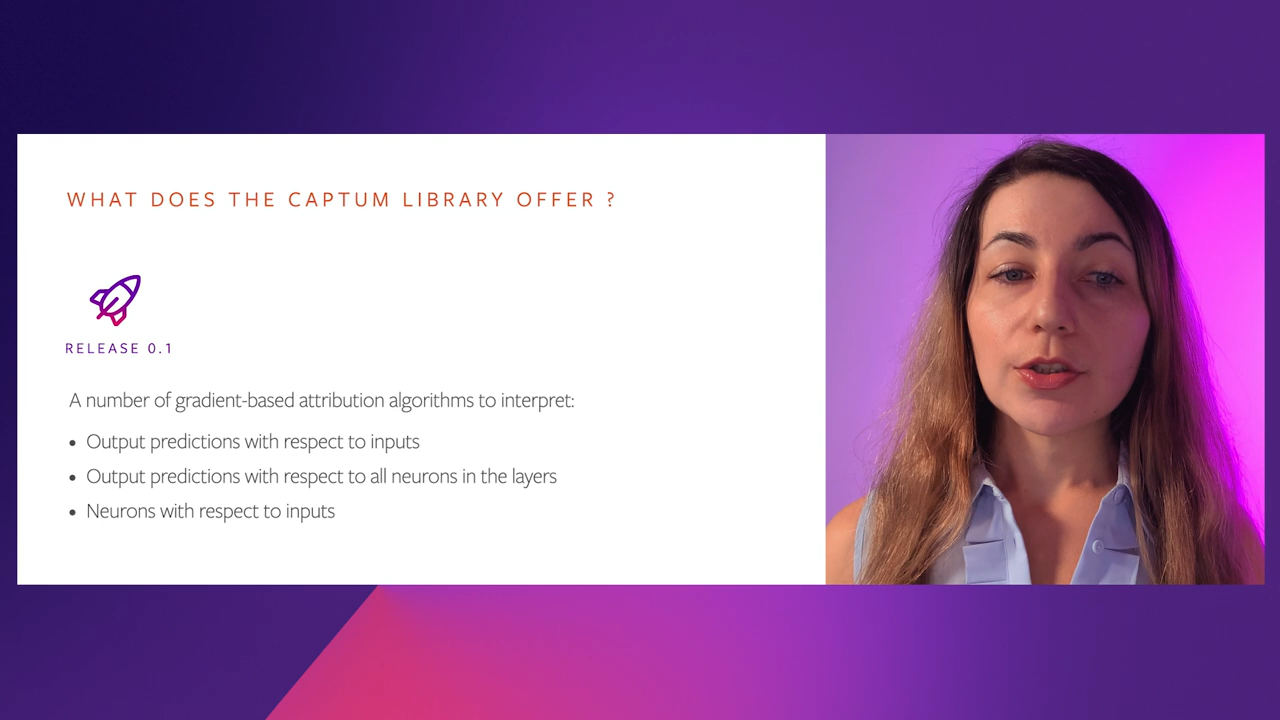 WHAT DOES THE CAPTUM LIBRARY OFFER ?
RELEASE 0.1
A number of gradient-based attribution algorithms to interpret:
• Output predictions with respect to inputs
• Output predictions with respect to all neurons in the layers
• Neurons with respect to inputs